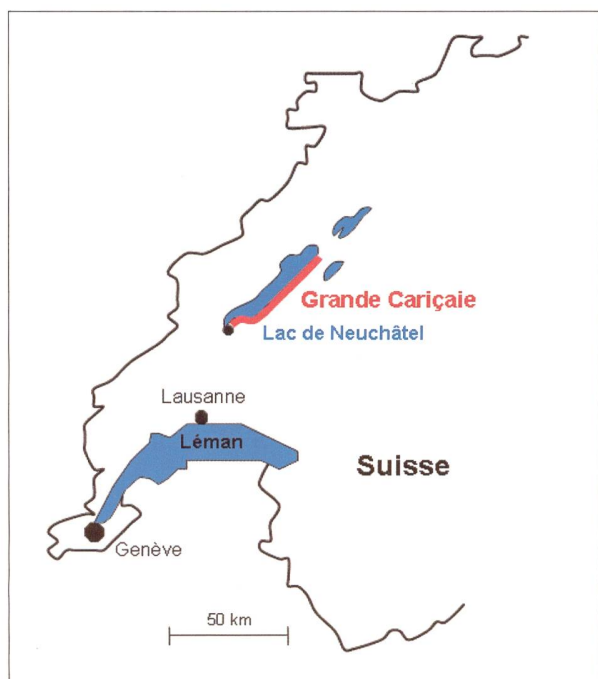 Grande Cariçaie
Lac de Neuchâtel
Lausanne
Léman
Suisse
Genève
50 km